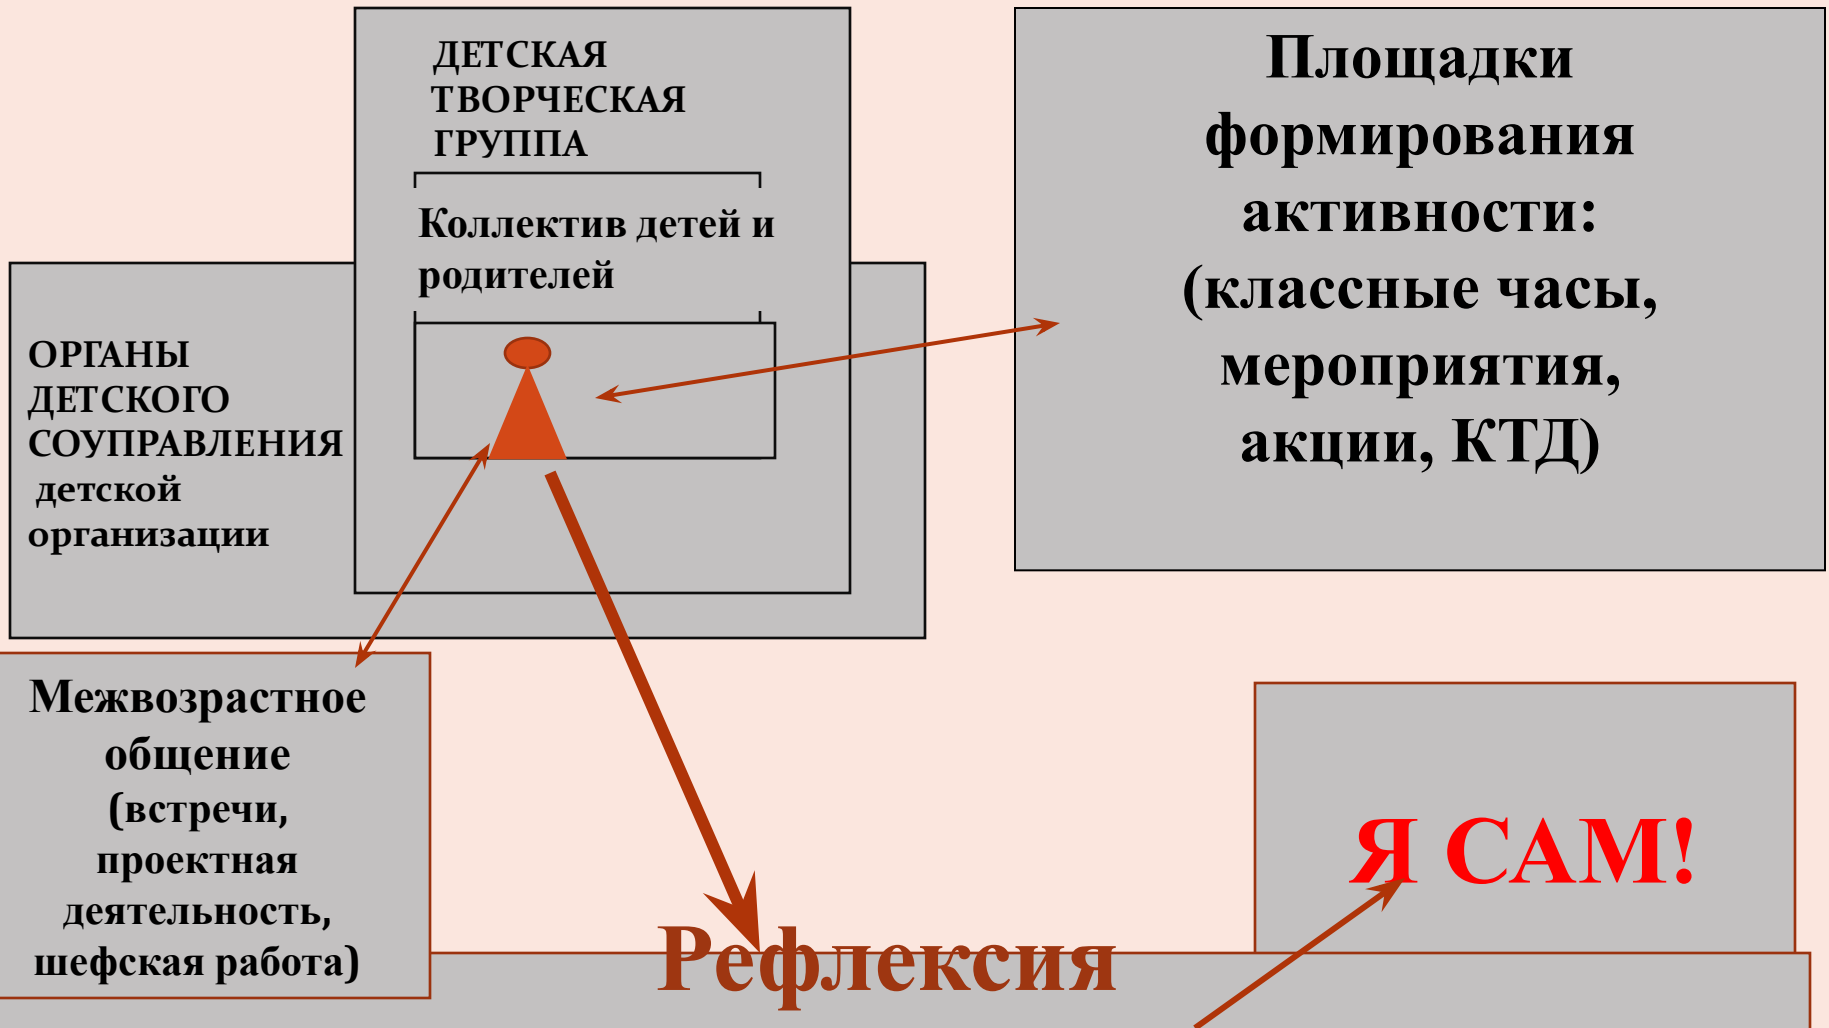 ДЕТСКАЯ
ТВОРЧЕСКАЯ
ГРУППА
Коллектив детей и
родителей
ОРГАНЫ
ДЕТСКОГО
СОУПРАВЛЕНИЯ
детской
организации
Площадки
формирования
активности:
(классные часы,
мероприятия,
акции, КТД)
Межвозрастное
общение
(встречи,
проектная
деятельность,
шефская работа)
Я САМ!
Рефлексия